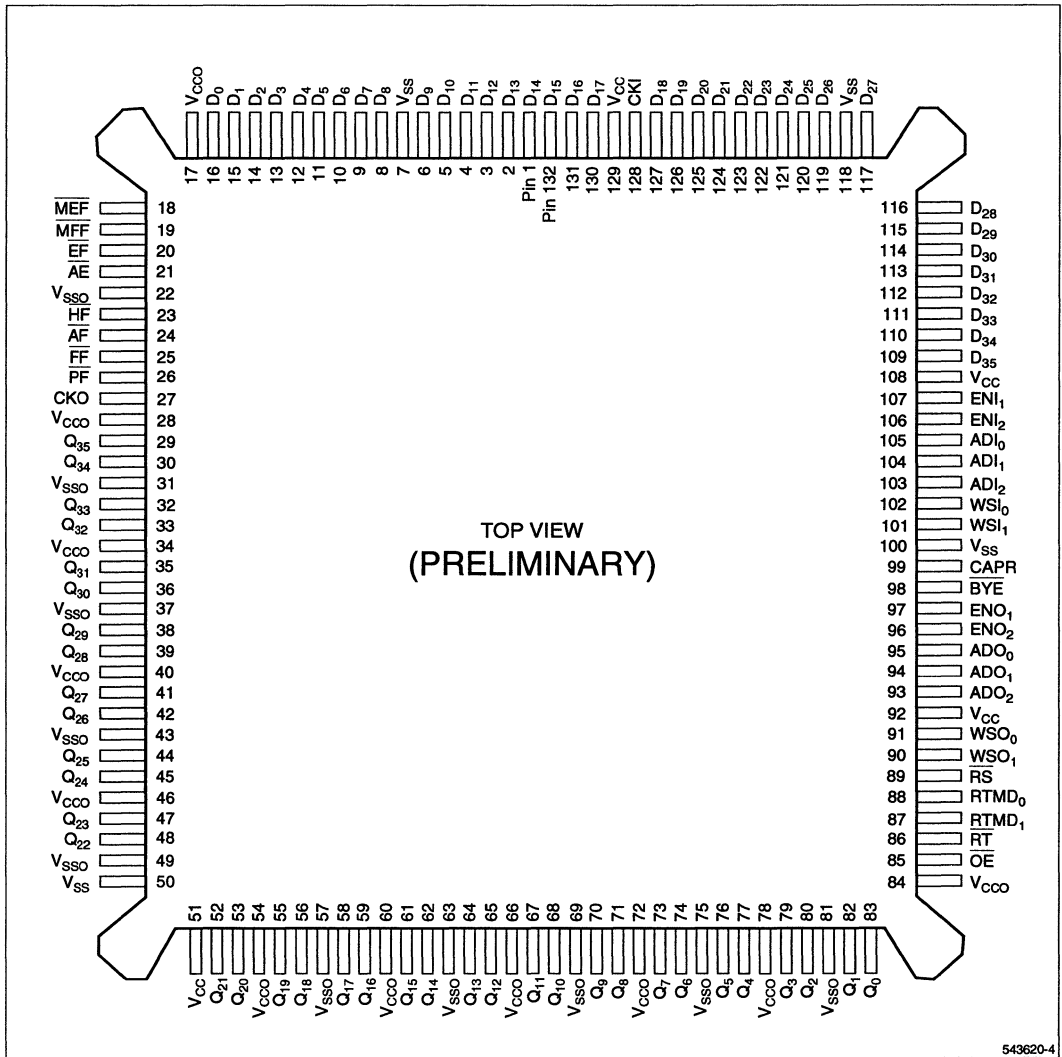 VCCO D0 D1 D2 D3 D4 D5 D6 D7 D8 VSS D9 D10 D11 D12 D13 D14 D15 D16 D17 VCC CKI D18 D19 D20 D21 D22 D23 D24 D25 D26 VSS D27
17 16 15 14 13 12 11 10 9 8 7 6 5 4 3 2 Pin 1 Pin 132 131 130 129 128 127 126 125 124 123 122 121 120 119 118 117
MEF 18 116 D28
MFF 19 115 D29
EF 20 114 D30
AE 21 113 D31
VSSO 22 112 D32
HF 23 111 D33
AF 24 110 D34
FF 25 109 D35
PF 26 108 VCC
CKO 27 107 ENI1
VCCO 28 106 ENI2
Q35 29 105 ADI0
Q34 30 104 ADI1
VSSO 31 103 ADI2
Q33 32 102 WSI0
Q32 33 101 WSI1
VCCO 34 100 VSS
Q31 35 99 CAPR
Q30 36 98 BYE
VSSO 37 97 ENO1
Q29 38 96 ENO2
Q28 39 95 ADO0
VCCO 40 94 ADO1
Q27 41 93 ADO2
Q26 42 92 VCC
VSSO 43 91 WSO0
Q25 44 90 WSO1
Q24 45 89 RS
VCCO 46 88 RTMD0
Q23 47 87 RTMD1
Q22 48 86 RT
VSSO 49 85 OE
VSS 50 84 VCCO
TOP VIEW
(PRELIMINARY)
51 52 53 54 55 56 57 58 59 60 61 62 63 64 65 66 67 68 69 70 71 72 73 74 75 76 77 78 79 80 81 82 83
VCC Q21 Q20 VCCO Q19 Q18 VSSO Q17 Q16 VCCO Q15 Q14 VSSO Q13 Q12 VCCO Q11 Q10 VSSO Q9 Q8 VCCO Q7 Q6 VSSO Q5 Q4 VCCO Q3 Q2 VSSO Q1 Q0
543620-4